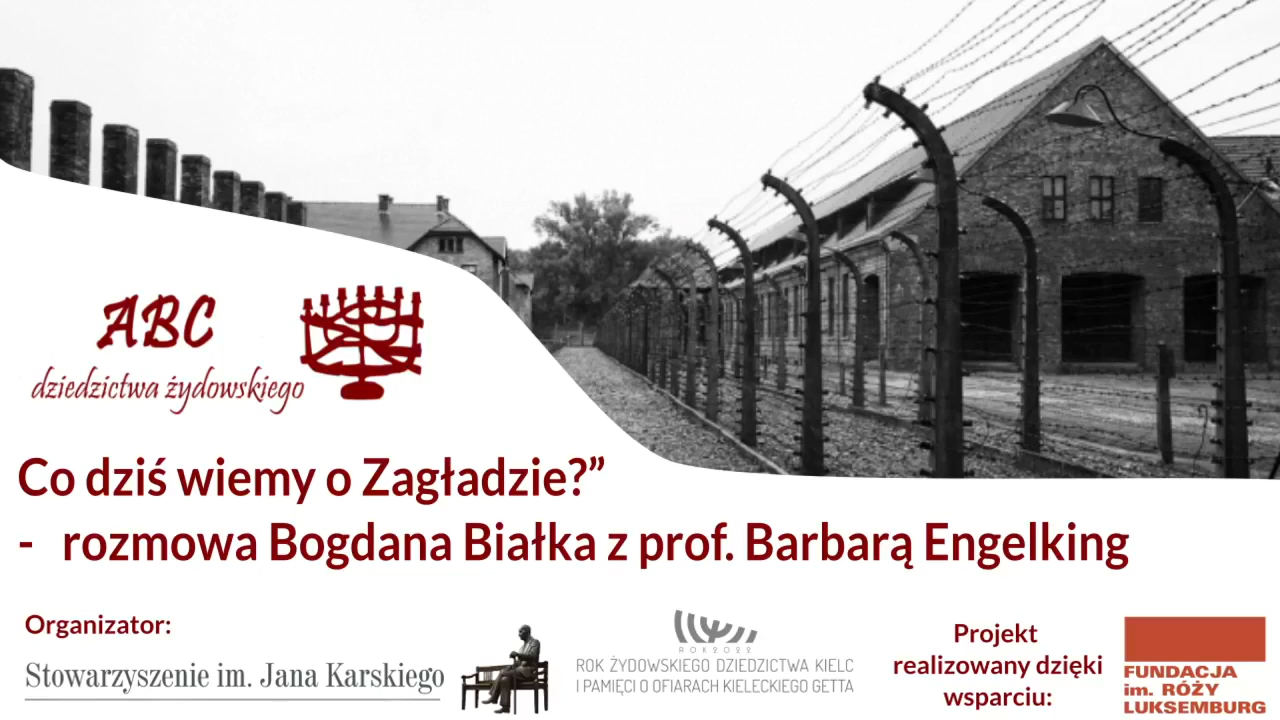 ABC
dziedzictwa żydowskiego
Co dziś wiemy o Zagładzie?”
- rozmowa Bogdana Białka z prof. Barbarą Engelking
Organizator:
Stowarzyszenie im. Jana Karskiego
ROK2022
ROK ŻYDOWSKIEGO DZIEDZICTWA KIELC
I PAMIĘCI O OFIARACH KIELECKIEGO GETTA
Projekt
realizowany dzięki
wsparciu:
FUNDACJA
im. RÓŻY
LUKSEMBURG